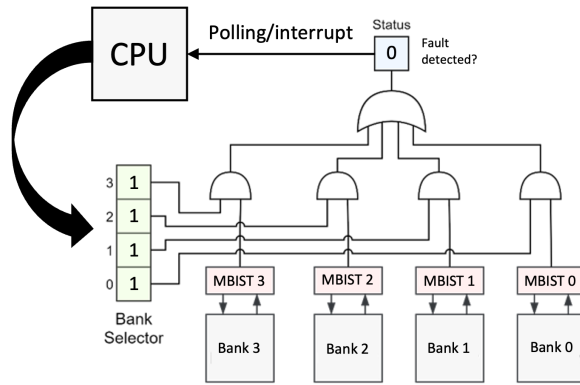 Status
CPU
Polling/interrupt
0
Fault
detected?
3 1
2 1
1 1
0 1
Bank
Selector
MBIST 3
MBIST 2
MBIST 1
MBIST 0
Bank 3
Bank 2
Bank 1
Bank 0